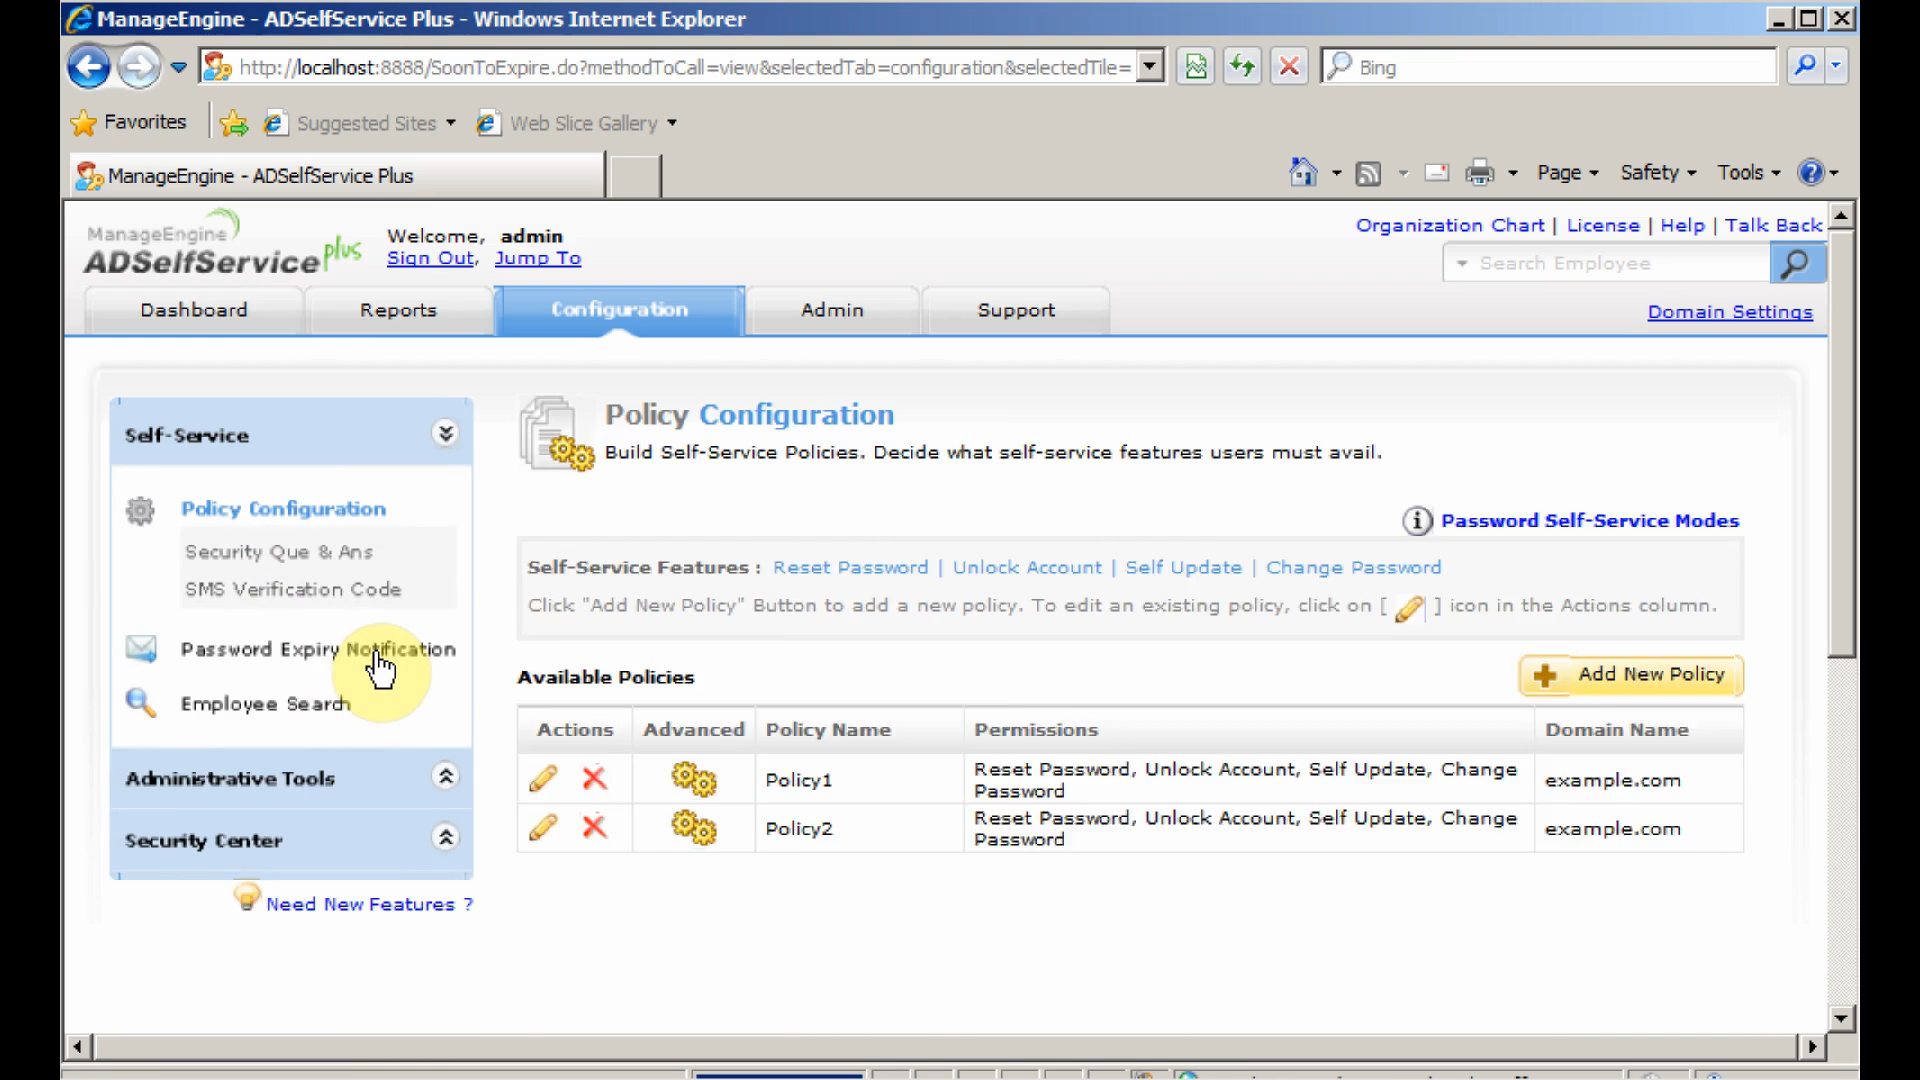 ManageEngine - ADSelfService Plus - Windows Internet Explorer
http://localhost:8888/SoonToExpire.do?methodToCall=view&selectedTab=configuration&selectedTile=
Bing
Favorites
Suggested Sites
Web Slice Gallery
ManageEngine - ADSelfService Plus
Page
Safety
Tools
ManageEngine
ADSelfService plus
Welcome, admin
Sign Out, Jump To
Organization Chart | License | Help | Talk Back
Search Employee
Dashboard
Reports
Configuration
Admin
Support
Domain Settings
Self-Service
Policy Configuration
Security Que & Ans
SMS Verification Code
Password Expiry Notification
Employee Search
Administrative Tools
Security Center
Need New Features ?
Policy Configuration
Build Self-Service Policies. Decide what self-service features users must avail.
Password Self-Service Modes
Self-Service Features : Reset Password | Unlock Account | Self Update | Change Password
Click "Add New Policy" Button to add a new policy. To edit an existing policy, click on [ ] icon in the Actions column.
Available Policies
Add New Policy
Actions Advanced Policy Name Permissions Domain Name
Policy1 Reset Password, Unlock Account, Self Update, Change Password example.com
Policy2 Reset Password, Unlock Account, Self Update, Change Password example.com